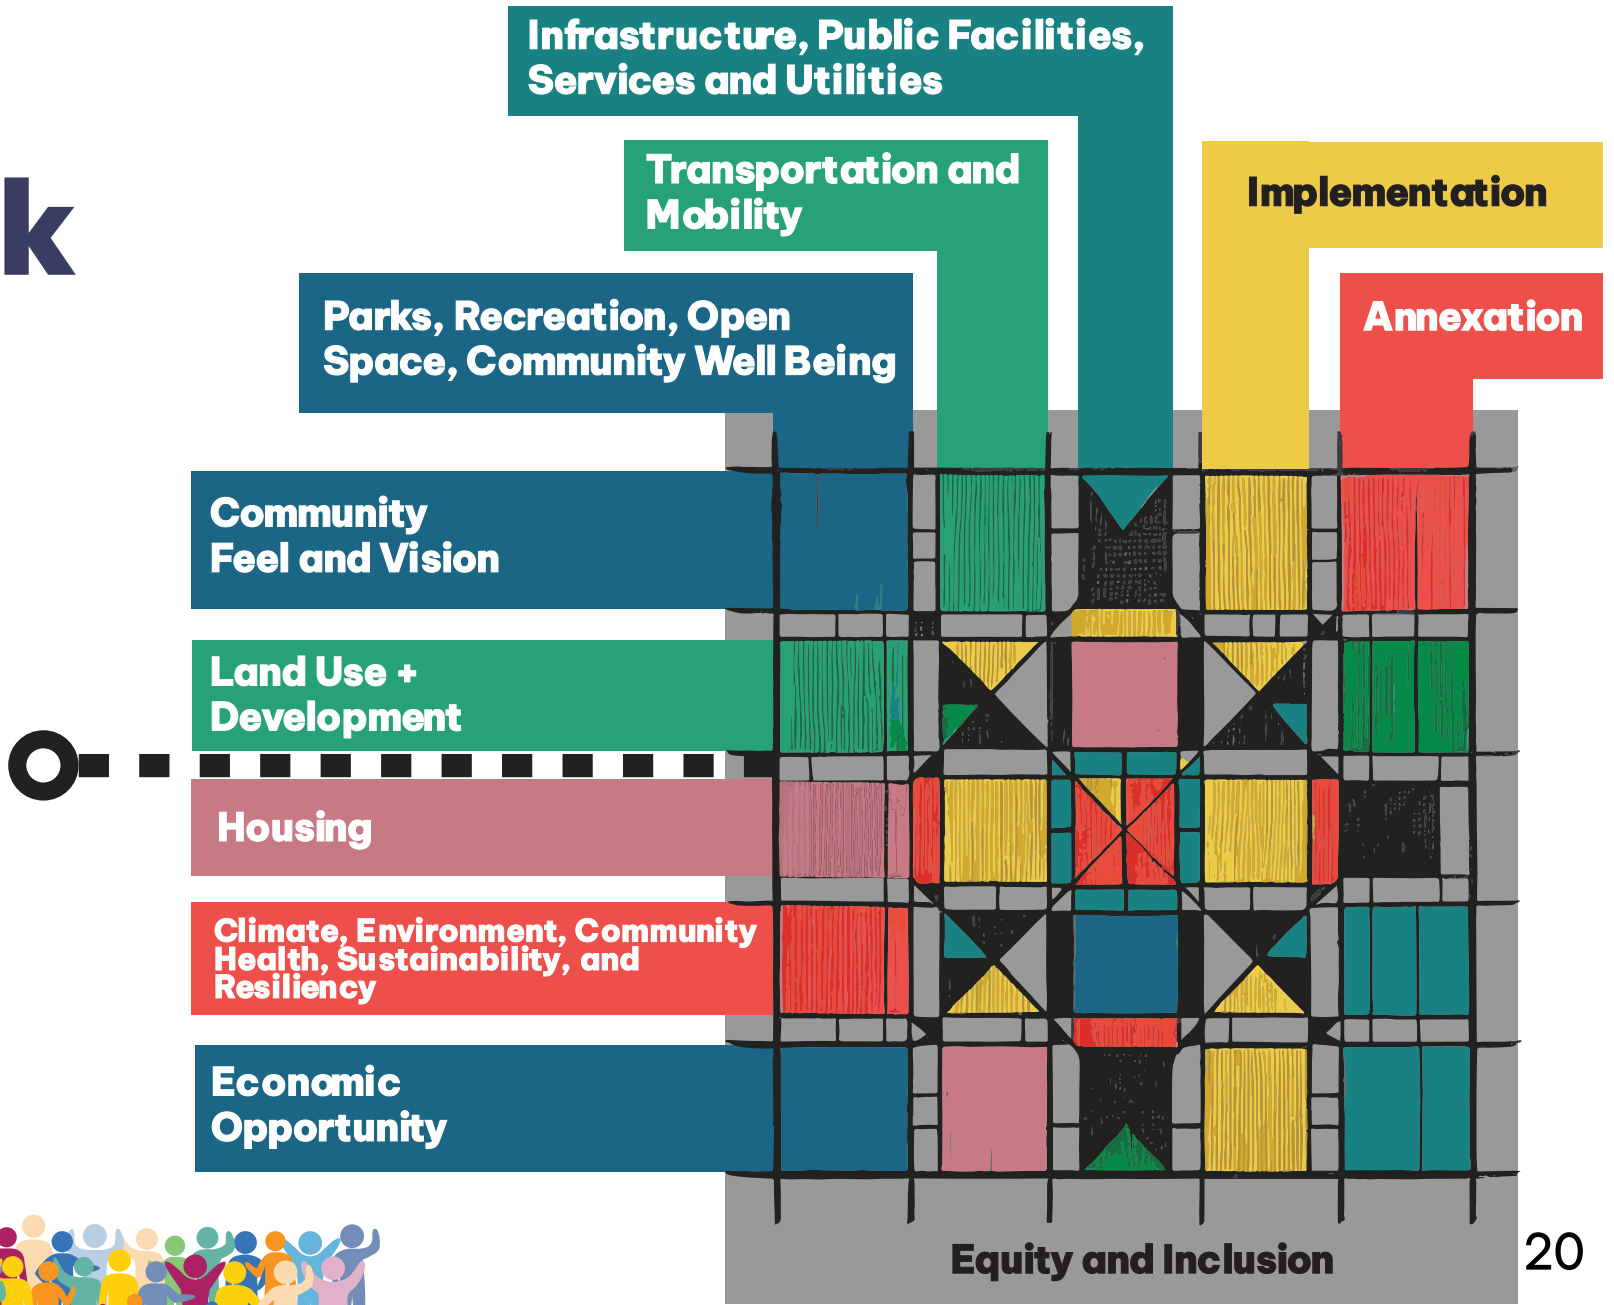 Infrastructure, Public Facilities,
Services and Utilities
Transportation and
Mobility
Implementation
k
Parks, Recreation, Open
Space, Community Well Being
Annexation
Community
Feel and Vision
Land Use +
Development
Housing
Climate, Environment, Community
Health, Sustainability, and
Resiliency
Economic
Opportunity
Equity and Inclusion
20